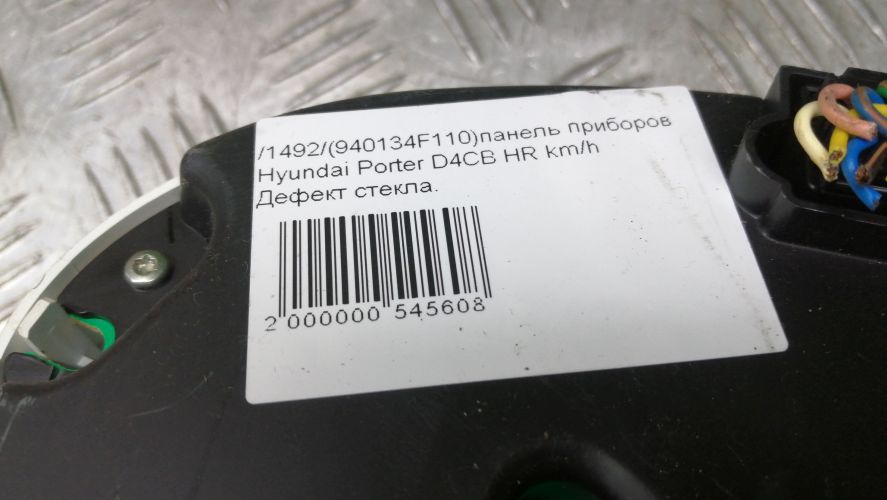 /1492/(940134F110)панель приборов
Hyundai Porter D4CB HR km/h
Дефект стекла.
2 000000 545608